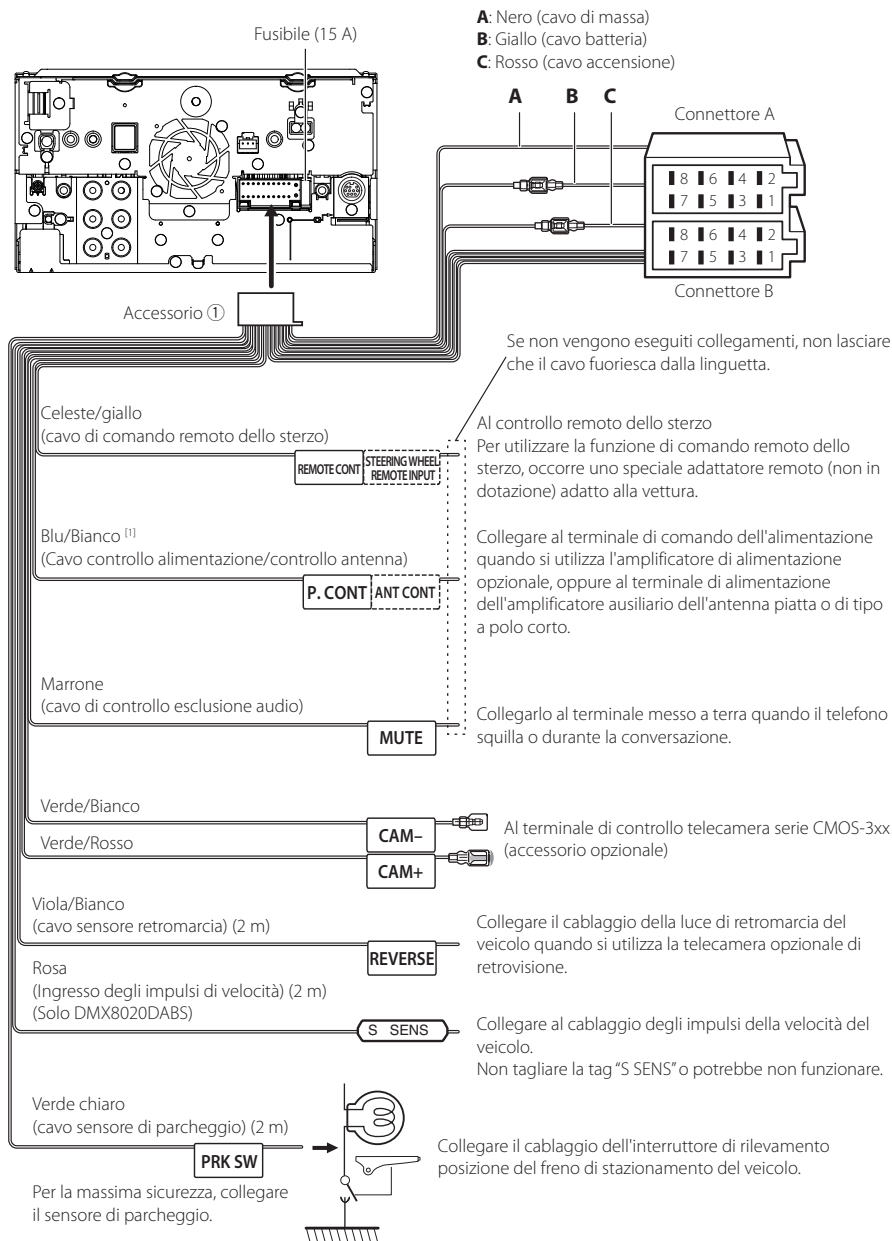 Fusibile (15 A)
A: Nero (cavo di massa)
B: Giallo (cavo batteria)
C: Rosso (cavo accensione)
A B C
Connettore A
8 6 4 2
7 5 3 1
8 6 4 2
7 5 3 1
Connettore B
Accessorio ①
Se non vengono eseguiti collegamenti, non lasciare
che il cavo fuoriesca dalla linguetta.
Celeste/giallo
(cavo di comando remoto dello sterzo)
REMOTE CONT
STEERING WHEEL
REMOTE INPUT
Al controllo remoto dello sterzo
Per utilizzare la funzione di comando remoto dello
sterzo, occorre uno speciale adattatore remoto (non in
dotazione) adatto alla vettura.
Blu/Bianco [1]
(Cavo controllo alimentazione/controllo antenna)
P. CONT ANT CONT
Collegare al terminale di comando dell'alimentazione
quando si utilizza l'amplificatore di alimentazione
opzionale, oppure al terminale di alimentazione
dell'amplificatore ausiliario dell'antenna piatta o di tipo
a polo corto.
Marrone
(cavo di controllo esclusione audio)
MUTE
Collegarlo al terminale messo a terra quando il telefono
squilla o durante la conversazione.
Verde/Bianco
CAM–
Verde/Rosso
CAM+
Al terminale di controllo telecamera serie CMOS-3xx
(accessorio opzionale)
Viola/Bianco
(cavo sensore retromarcia) (2 m)
REVERSE
Collegare il cablaggio della luce di retromarcia del
veicolo quando si utilizza la telecamera opzionale di
retrovisione.
Rosa
(Ingresso degli impulsi di velocità) (2 m)
(Solo DMX8020DABS)
S SENS
Collegare al cablaggio degli impulsi della velocità del
veicolo.
Non tagliare la tag “S SENS” o potrebbe non funzionare.
Verde chiaro
(cavo sensore di parcheggio) (2 m)
PRK SW
Collegare il cablaggio dell'interruttore di rilevamento
posizione del freno di stazionamento del veicolo.
Per la massima sicurezza, collegare
il sensore di parcheggio.